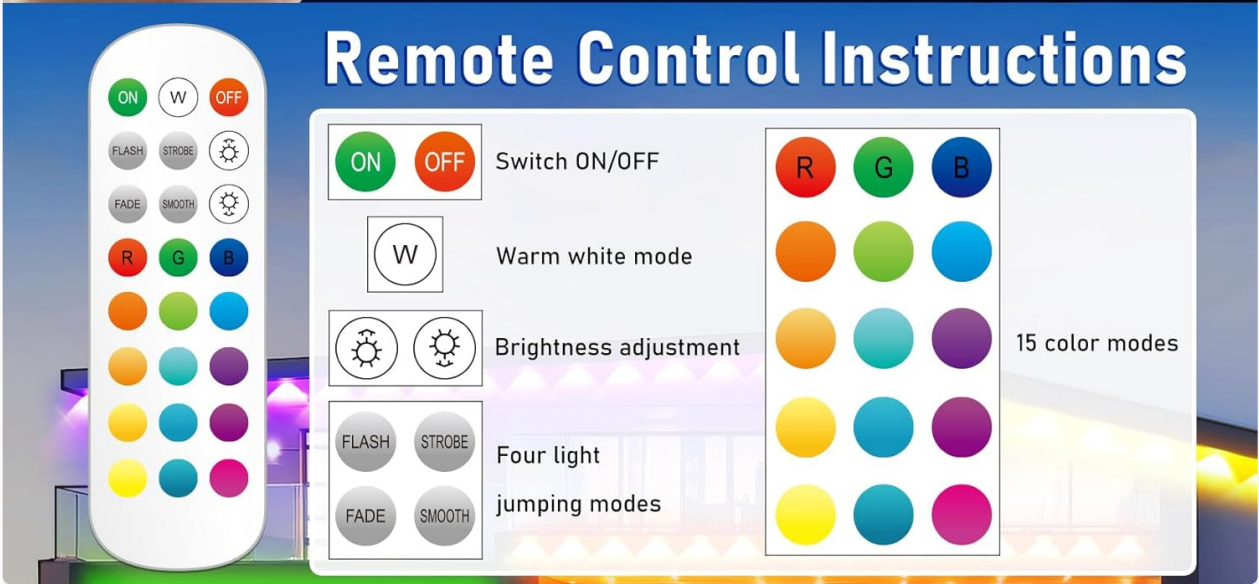 Remote Control Instructions
ON W OFF
FLASH STROBE
FADE SMOOTH
R G B
ON OFF Switch ON/OFF
W Warm white mode
Brightness adjustment
FLASH STROBE
FADE SMOOTH
Four light
jumping modes
R G B
15 color modes